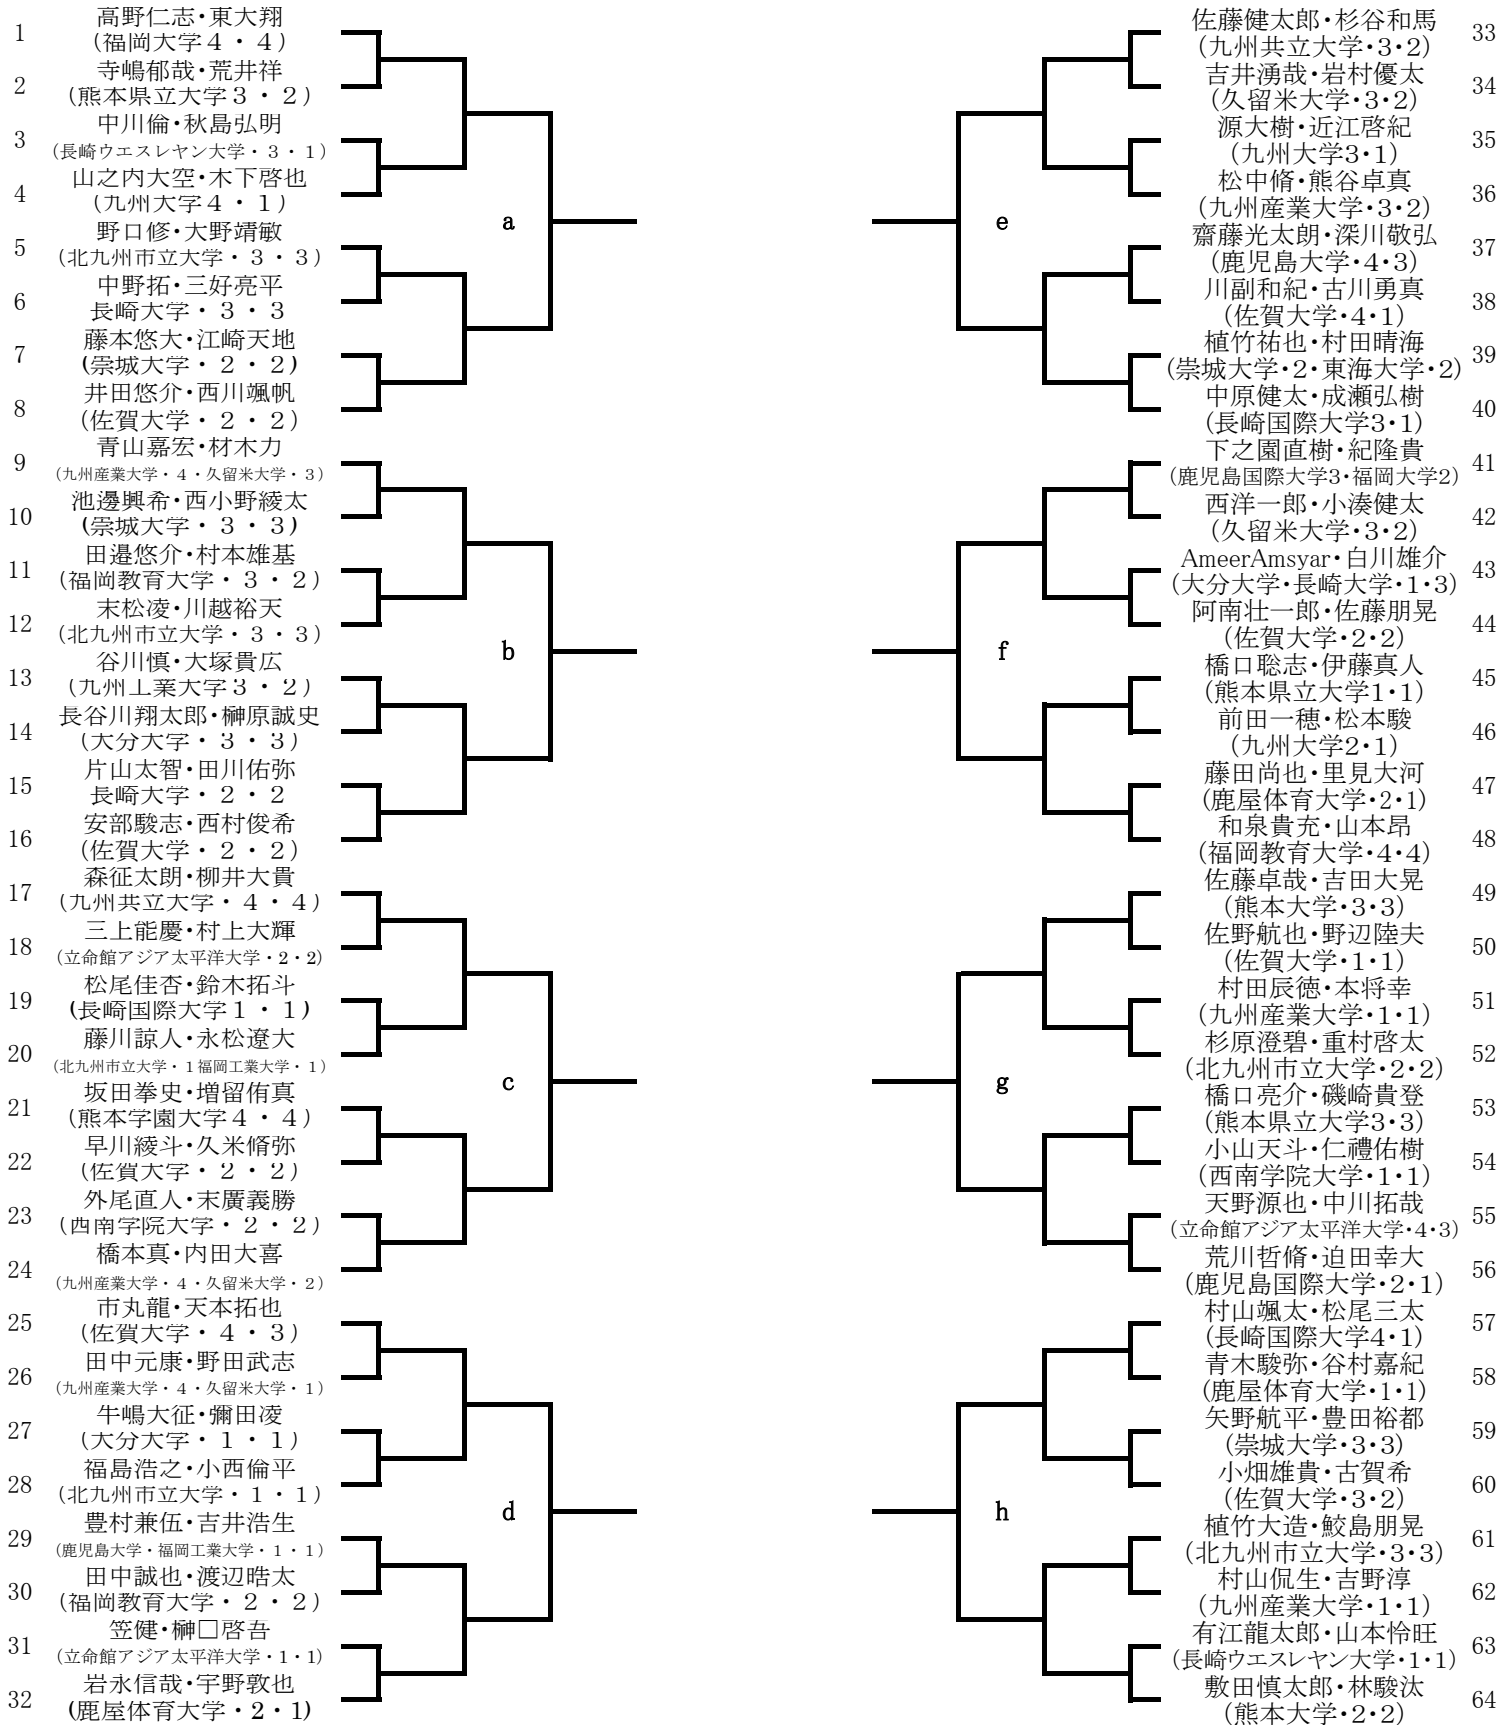 1
高野仁志・東大翔
(福岡大学４・４)
2
寺嶋郁哉・荒井祥
(熊本県立大学３・２)
3
中川倫・秋島弘明
(長崎ウエスレヤン大学・３・１)
4
山之内大空・木下啓也
(九州大学４・１)
5
野口修・大野靖敏
(北九州市立大学・３・３)
6
中野拓・三好亮平
長崎大学・３・３
7
藤本悠大・江崎天地
(崇城大学・２・２)
8
井田悠介・西川颯帆
(佐賀大学・２・２)
a
9
青山嘉宏・材木力
(九州産業大学・４・久留米大学・３)
10
池邊興希・西小野綾太
(崇城大学・３・３)
11
田邉悠介・村本雄基
(福岡教育大学・３・２)
12
末松凌・川越裕天
(北九州市立大学・３・３)
13
谷川慎・大塚貴広
(九州工業大学３・２)
14
長谷川翔太郎・榊原誠史
(大分大学・３・３)
15
片山太智・田川佑弥
長崎大学・２・２
16
安部駿志・西村俊希
(佐賀大学・２・２)
b
17
森征太朗・柳井大貴
(九州共立大学・４・４)
18
三上能慶・村上大輝
(立命館アジア太平洋大学・2・2)
19
松尾佳杏・鈴木拓斗
(長崎国際大学１・１)
20
藤川諒人・永松遼大
(北九州市立大学・１福岡工業大学・１)
21
坂田拳史・増留侑真
(熊本学園大学４・４)
22
早川綾斗・久米脩弥
(佐賀大学・２・２)
23
外尾直人・末廣義勝
(西南学院大学・２・２)
24
橋本真・内田大喜
(九州産業大学・４・久留米大学・２)
c
25
市丸龍・天本拓也
(佐賀大学・４・３)
26
田中元康・野田武志
(九州産業大学・４・久留米大学・１)
27
牛嶋大征・彌田凌
(大分大学・１・１)
28
福島浩之・小西倫平
(北九州市立大学・１・１)
29
豊村兼伍・吉井浩生
(鹿児島大学・福岡工業大学・１・１)
30
田中誠也・渡辺晧太
(福岡教育大学・２・２)
31
笠健・榊□啓吾
(立命館アジア太平洋大学・1・1)
32
岩永信哉・宇野敦也
(鹿屋体育大学・2・1)
d
佐藤健太郎・杉谷和馬
33
(九州共立大学・3・2)
吉井湧哉・岩村優太
34
(久留米大学・3・2)
源大樹・近江啓紀
35
(九州大学3・1)
松中脩・熊谷卓真
36
(九州産業大学・3・2)
齋藤光太朗・深川敬弘
37
(鹿児島大学・4・3)
川副和紀・古川勇真
38
(佐賀大学・4・1)
植竹祐也・村田晴海
39
(崇城大学・2・東海大学・2)
中原健太・成瀬弘樹
40
(長崎国際大学3・1)
e
下之園直樹・紀隆貴
41
(鹿児島国際大学3・福岡大学2)
西洋一郎・小湊健太
42
(久留米大学・3・2)
AmeerAmsyar・白川雄介
43
(大分大学・長崎大学・1・3)
阿南壮一郎・佐藤朋晃
44
(佐賀大学・2・2)
橋口聡志・伊藤真人
45
(熊本県立大学1・1)
前田一穂・松本駿
46
(九州大学2・1)
藤田尚也・里見大河
47
(鹿屋体育大学・2・1)
和泉貴充・山本昂
48
(福岡教育大学・4・4)
f
佐藤卓哉・吉田大晃
49
(熊本大学・3・3)
佐野航也・野辺陸夫
50
(佐賀大学・1・1)
村田辰徳・本将幸
51
(九州産業大学・1・1)
杉原澄碧・重村啓太
52
(北九州市立大学・2・2)
橋口亮介・磯崎貴登
53
(熊本県立大学3・3)
小山天斗・仁禮佑樹
54
(西南学院大学・1・1)
天野源也・中川拓哉
55
(立命館アジア太平洋大学・4・3)
荒川哲脩・迫田幸大
56
(鹿児島国際大学・2・1)
g
村山颯太・松尾三太
57
(長崎国際大学4・1)
青木駿弥・谷村嘉紀
58
(鹿屋体育大学・1・1)
矢野航平・豊田裕都
59
(崇城大学・3・3)
小畑雄貴・古賀希
60
(佐賀大学・3・2)
植竹大造・鮫島朋晃
61
(北九州市立大学・3・3)
村山侃生・吉野淳
62
(九州産業大学・1・1)
有江龍太郎・山本怜旺
63
(長崎ウエスレヤン大学・1・1)
敷田慎太郎・林駿汰
64
(熊本大学・2・2)
h